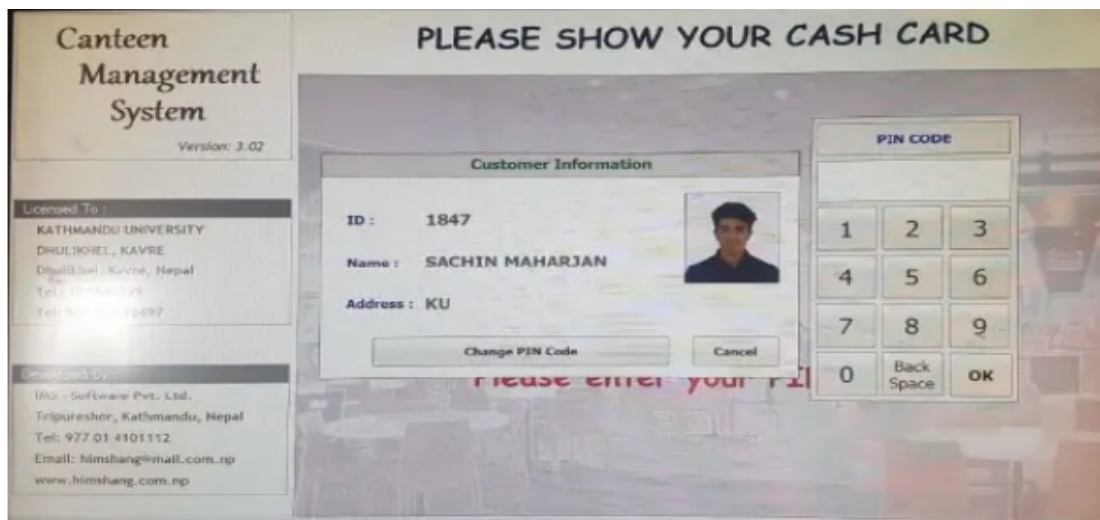 Canteen
Management
System
Version: 3.02
PLEASE SHOW YOUR CASH CARD
Licensed To :
KATHMANDU UNIVERSITY
DHULIKHEL, KAVRE
Dhulikhel, Kavre, Nepal
Customer Information
ID : 1847
Name : SACHIN MAHARJAN
Address : KU
Change PIN Code
Cancel
Please enter your PI
PIN CODE
1 2 3
4 5 6
7 8 9
0 Back Space OK
Developed By :
Software Pvt. Ltd.
Tripureshor, Kathmandu, Nepal
Tel: 977 01 4101112
Email: himshang@mail.com.np
www.himshang.com.np